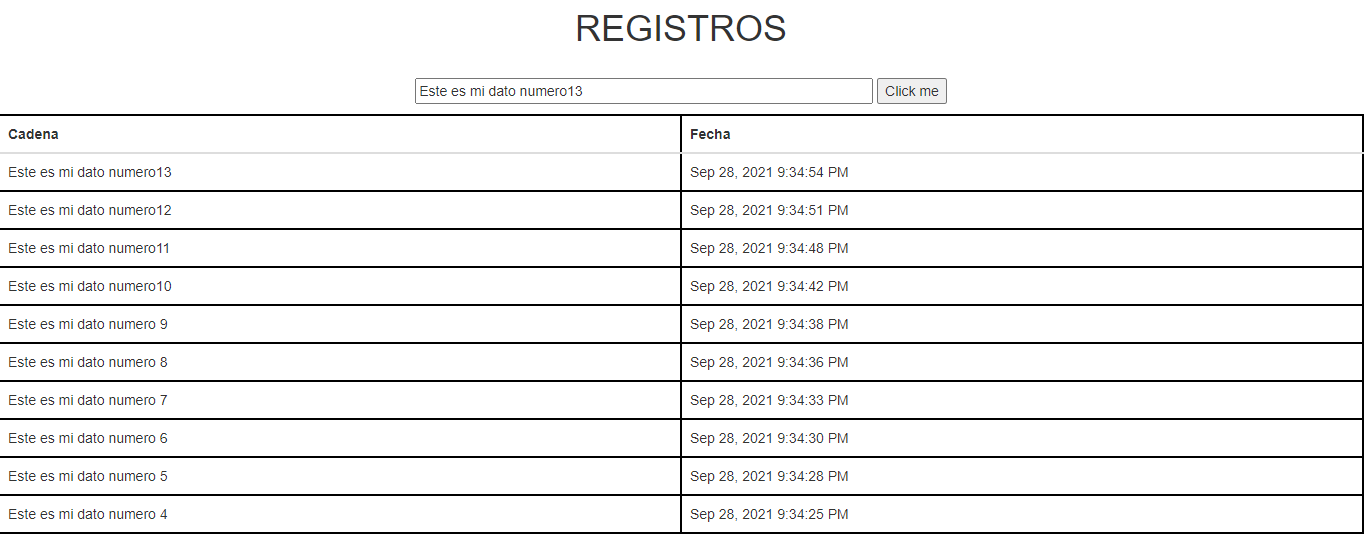 REGISTROS
Este es mi dato numero13 Click me
Cadena Fecha
Este es mi dato numero13 Sep 28, 2021 9:34:54 PM
Este es mi dato numero12 Sep 28, 2021 9:34:51 PM
Este es mi dato numero11 Sep 28, 2021 9:34:48 PM
Este es mi dato numero10 Sep 28, 2021 9:34:42 PM
Este es mi dato numero 9 Sep 28, 2021 9:34:38 PM
Este es mi dato numero 8 Sep 28, 2021 9:34:36 PM
Este es mi dato numero 7 Sep 28, 2021 9:34:33 PM
Este es mi dato numero 6 Sep 28, 2021 9:34:30 PM
Este es mi dato numero 5 Sep 28, 2021 9:34:28 PM
Este es mi dato numero 4 Sep 28, 2021 9:34:25 PM